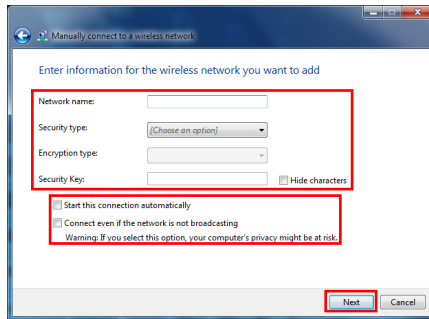 Manually connect to a wireless network
Enter information for the wireless network you want to add
Network name:
Security type: [Choose an option]
Encryption type:
Security Key: Hide characters
Start this connection automatically
Connect even if the network is not broadcasting
Warning: If you select this option, your computer's privacy might be at risk.
Next Cancel